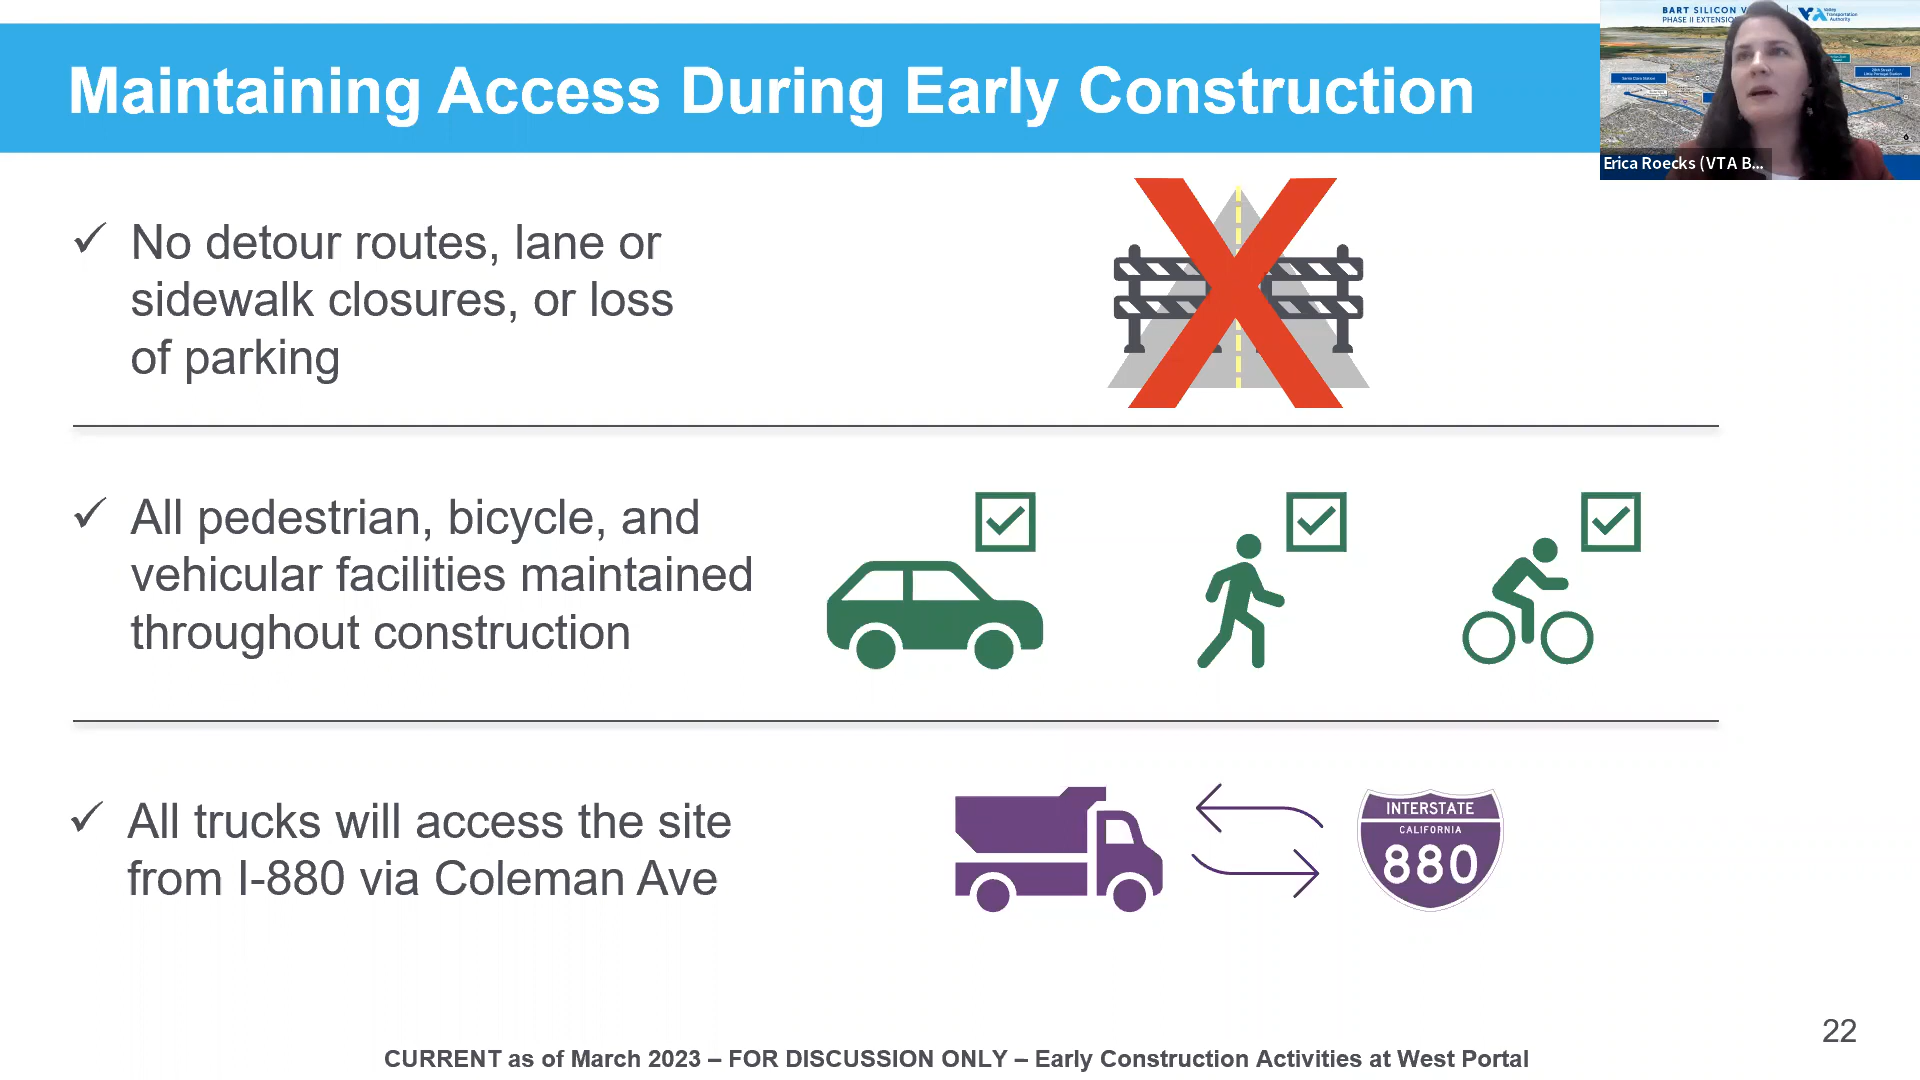 Maintaining Access During Early Construction
BART SILICON V
PHASE II EXTENSIO
Valley
Transportation
Authority
Erica Roecks (VTA B...
No detour routes, lane or
sidewalk closures, or loss
of parking
All pedestrian, bicycle, and
vehicular facilities maintained
throughout construction
All trucks will access the site
from I-880 via Coleman Ave
INTERSTATE
CALIFORNIA
880
22
CURRENT as of March 2023 – FOR DISCUSSION ONLY – Early Construction Activities at West Portal